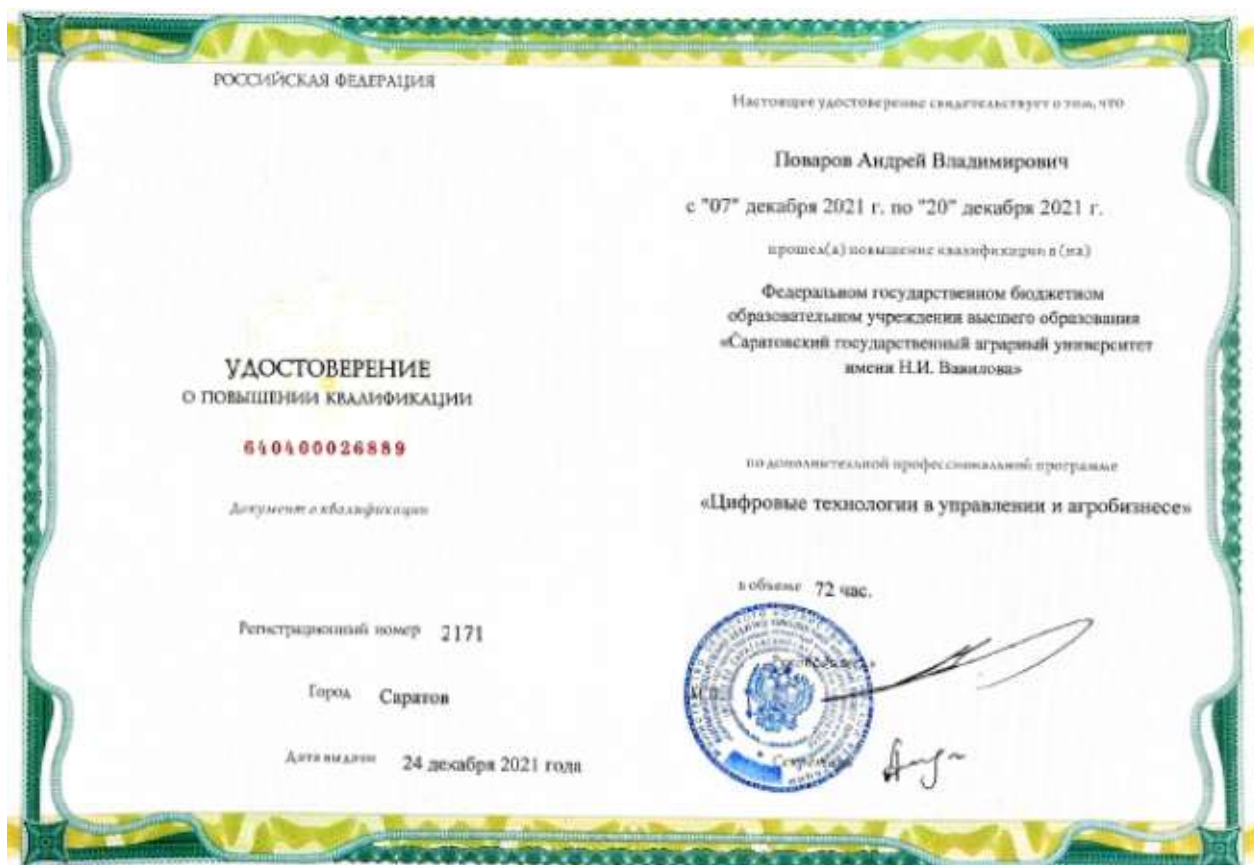 РОССИЙСКАЯ ФЕДЕРАЦИЯ
УДОСТОВЕРЕНИЕ
О ПОВЫШЕНИИ КВАЛИФИКАЦИИ
640400026889
Документ о квалификации
Регистрационный номер 2171
Город Саратов
Дата выдачи 24 декабря 2021 года
Настоящее удостоверение свидетельствует о том, что
Поваров Андрей Владимирович
с "07" декабря 2021 г. по "20" декабря 2021 г.
прошел(а) повышение квалификации в (на)
Федеральном государственном бюджетном
образовательном учреждении высшего образования
«Саратовский государственный аграрный университет
имени Н.И. Вавилова»
по дополнительной профессиональной программе
«Цифровые технологии в управлении и агробизнесе»
в объеме 72 час.
Руководитель
М.П.
Секретарь